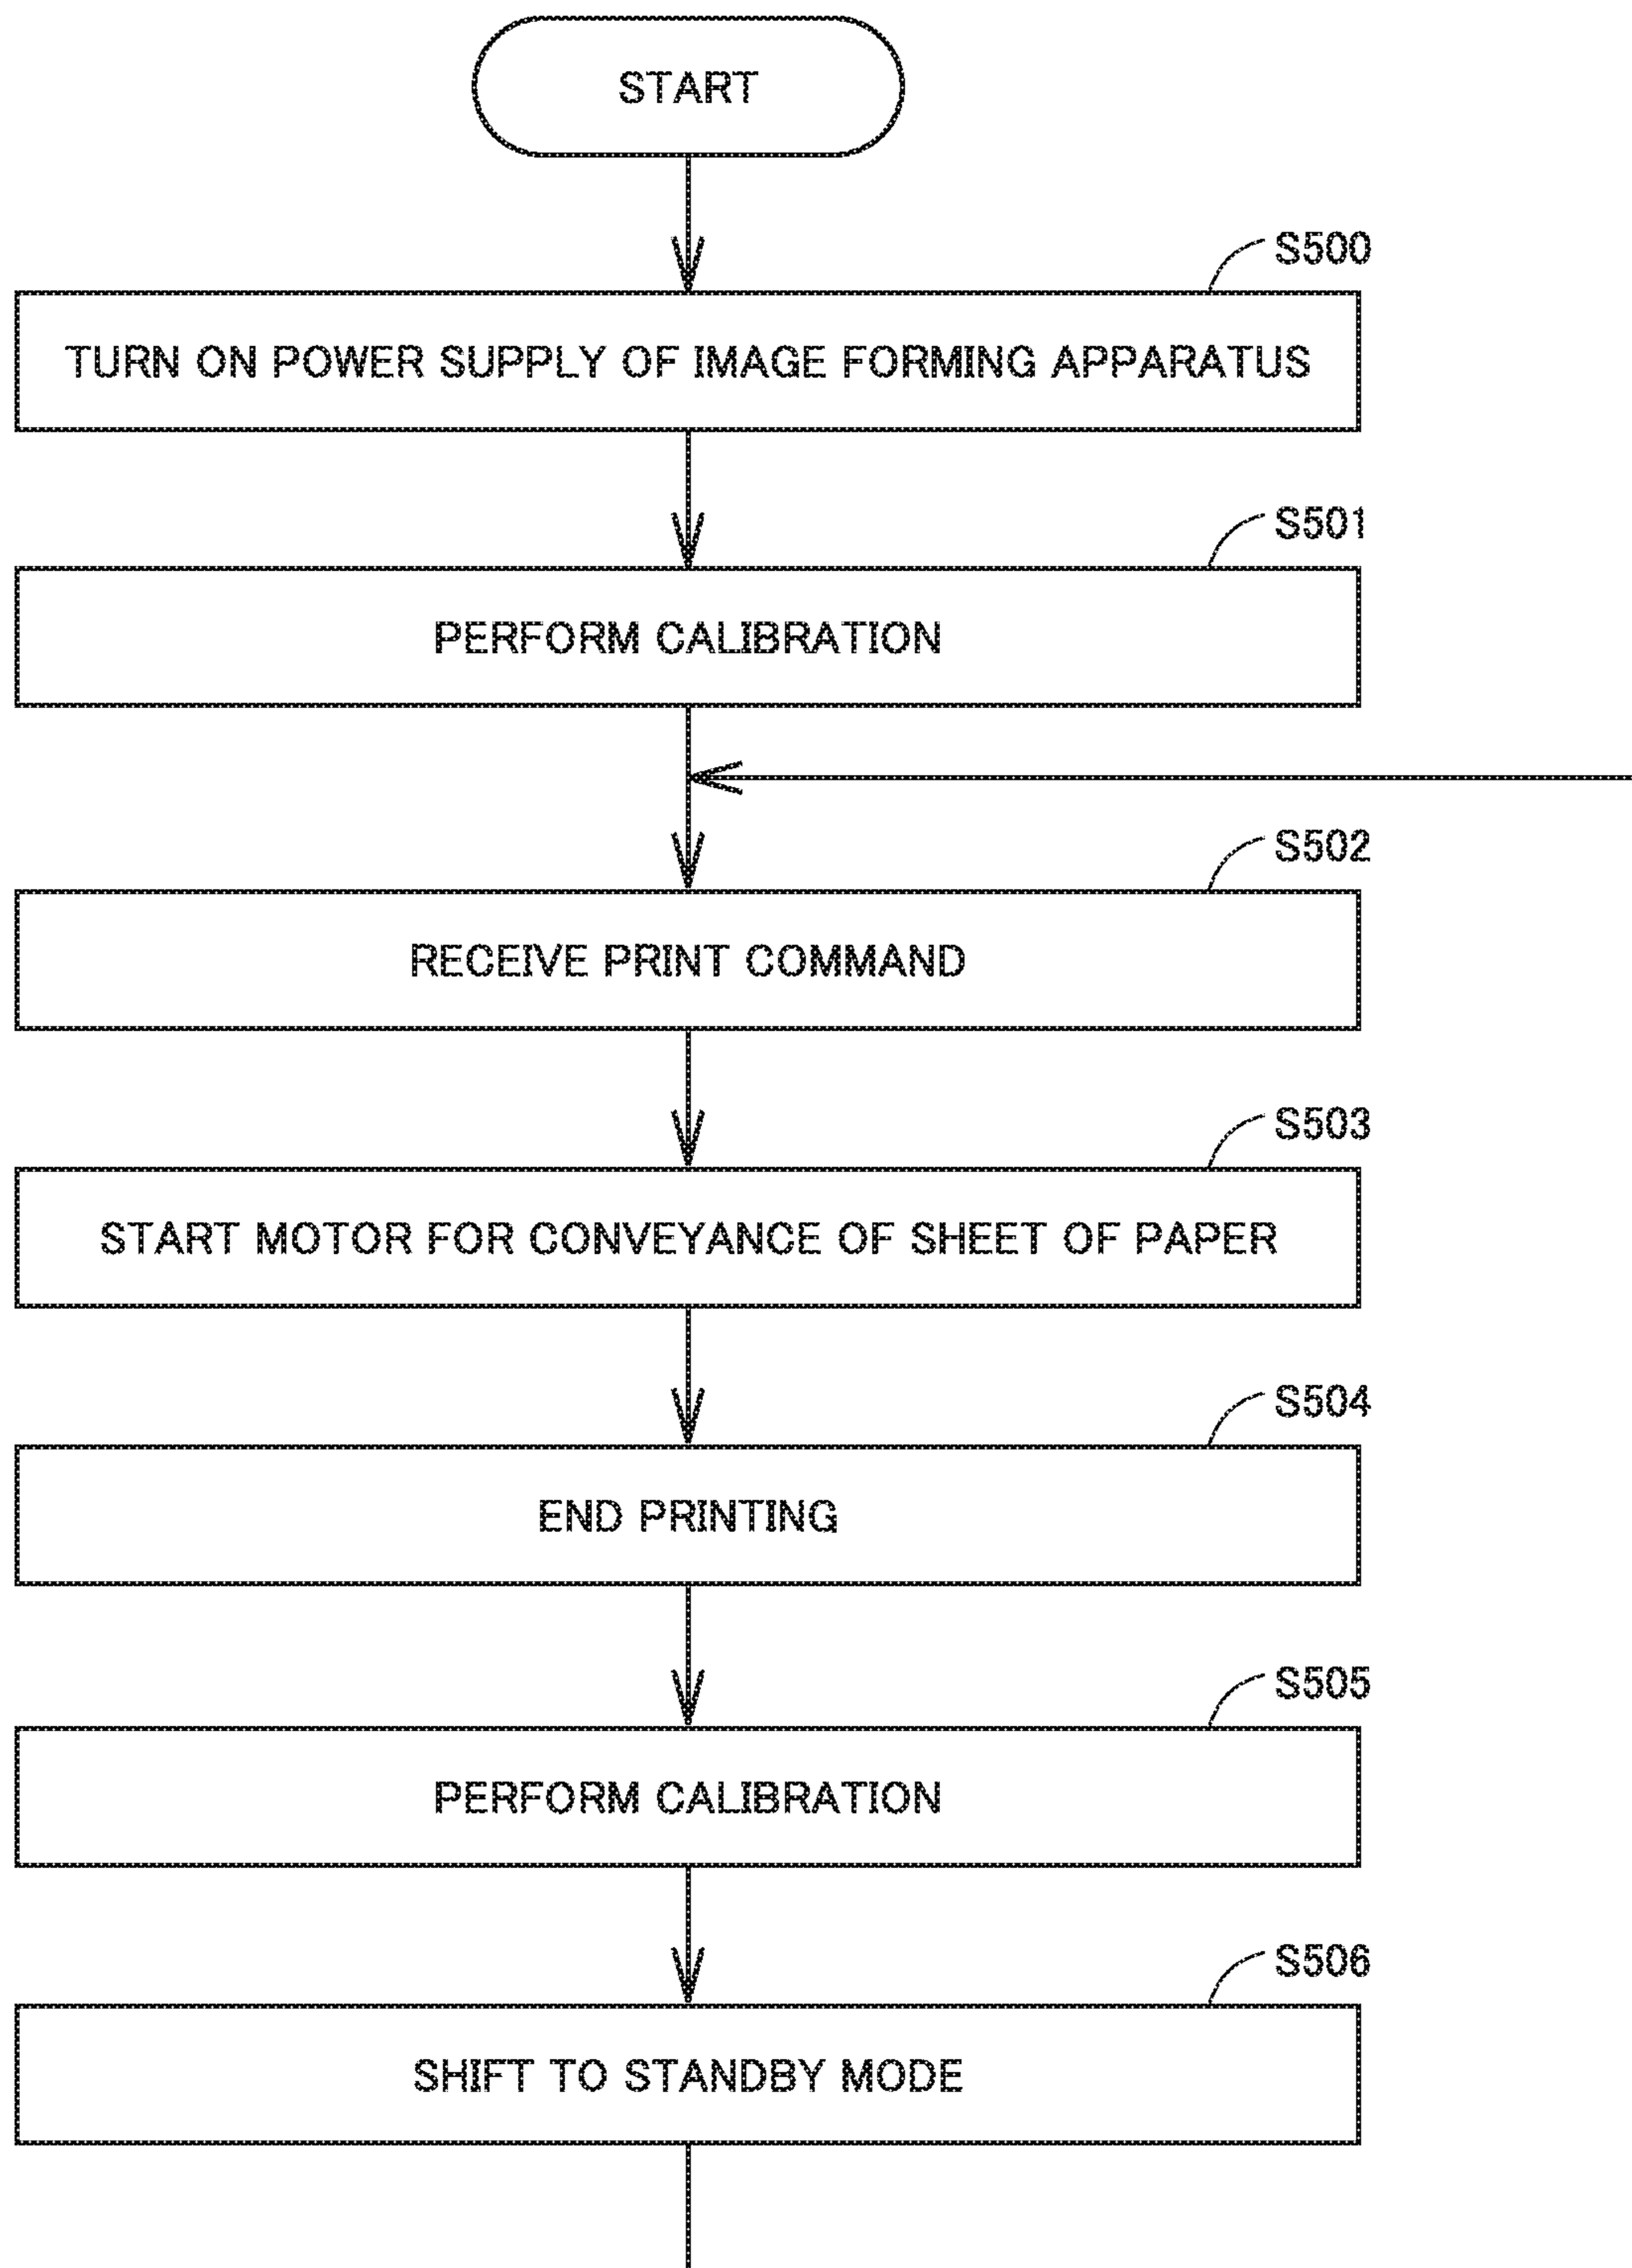 START
S500
TURN ON POWER SUPPLY OF IMAGE FORMING APPARATUS
S501
PERFORM CALIBRATION
S502
RECEIVE PRINT COMMAND
S503
START MOTOR FOR CONVEYANCE OF SHEET OF PAPER
S504
END PRINTING
S505
PERFORM CALIBRATION
S506
SHIFT TO STANDBY MODE